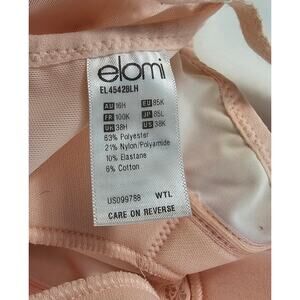 elomi
EL4542BLH
AU 16H EU 85K
FR 100K JP 85L
UK 38H US 38K
63% Polyester
21% Nylon/Polyamide
10% Elastane
6% Cotton
US099788 WTL
CARE ON REVERSE